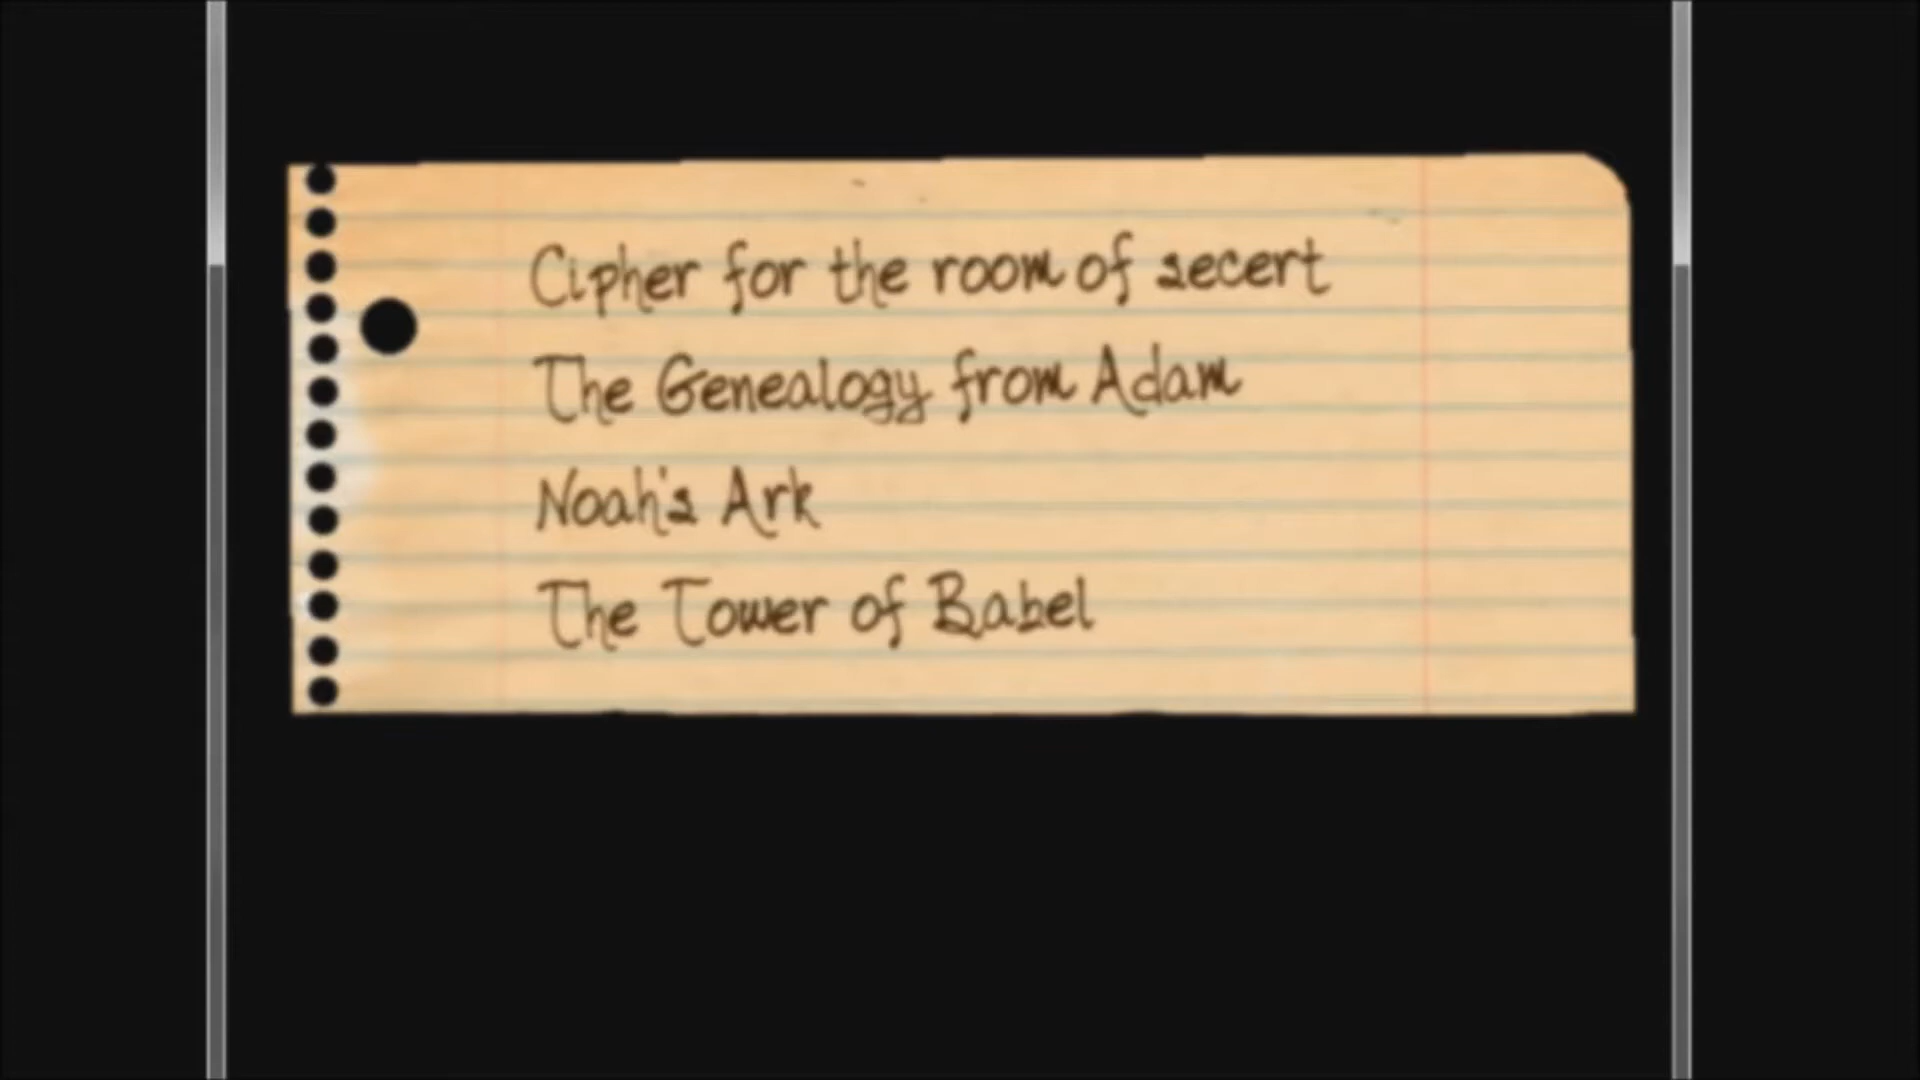 Cipher for the room of secert
The Genealogy from Adam
Noah's Ark
The Tower of Babel